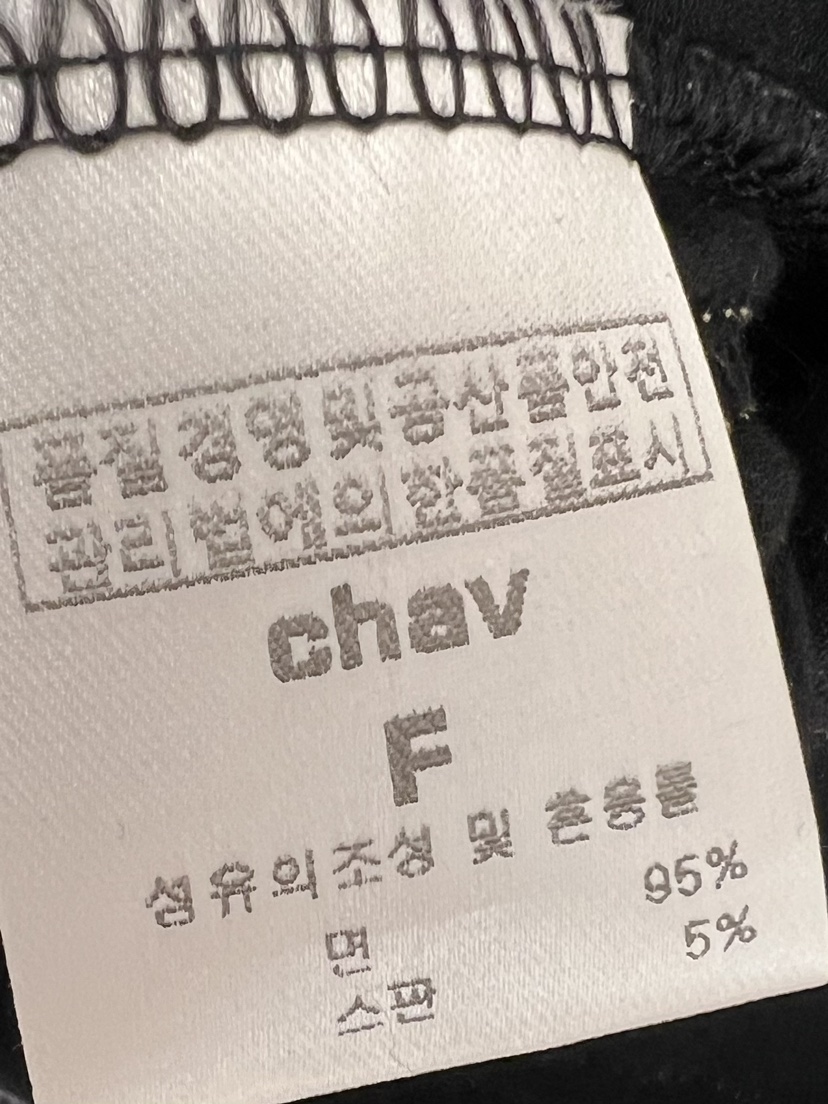 품질경영및공산품안전
관리법에의한품질표시
chav
F
섬유의조성 및 혼용률
면 95%
스판 5%